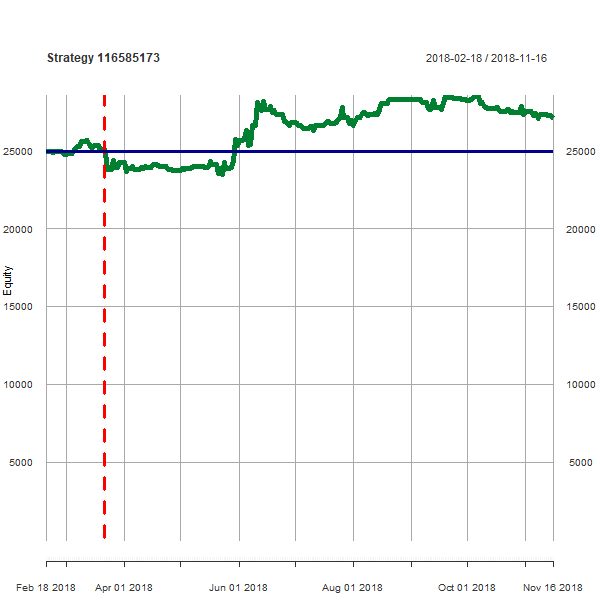 Strategy 116585173
2018-02-18 / 2018-11-16
25000
25000
20000
20000
Equity
15000
15000
10000
10000
5000
5000
Feb 18 2018
Apr 01 2018
Jun 01 2018
Aug 01 2018
Oct 01 2018
Nov 16 2018